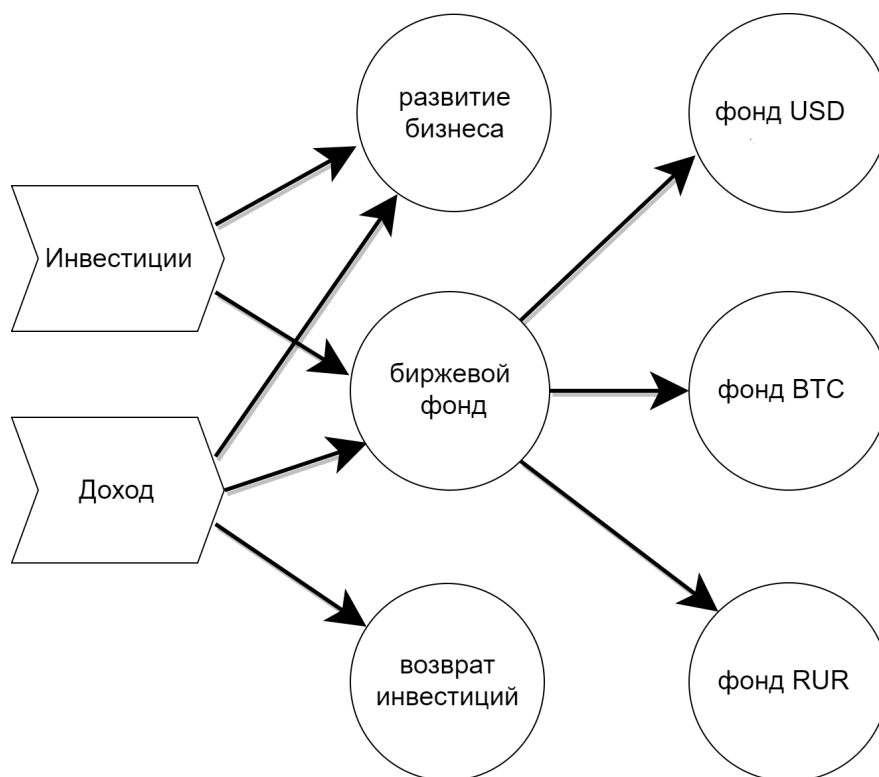 развитие
бизнеса
фонд USD
Инвестиции
биржевой
фонд
фонд BTC
Доход
возврат
инвестиций
фонд RUR